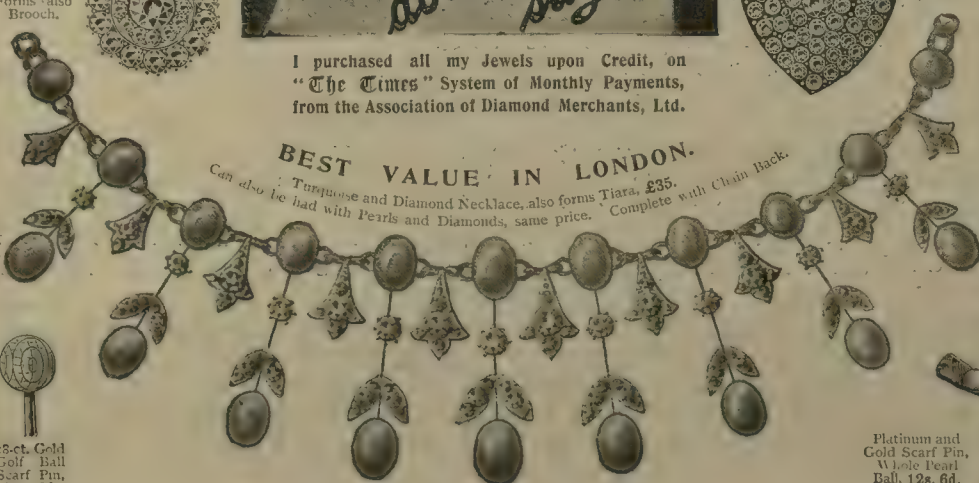 forms also
Brooch.
I purchased all my Jewels upon Credit, on
"The Times" System of Monthly Payments,
from the Association of Diamond Merchants, Ltd.
BEST VALUE IN LONDON.
Turquoise and Diamond Necklace, also forms Tiara, £35.
Can also be had with Pearls and Diamonds, same price. Complete with Chain Back.
18-ct. Gold
Golf Ball
Scarf Pin,
Platinum and
Gold Scarf Pin,
Whole Pearl
Ball, 12s. 6d.